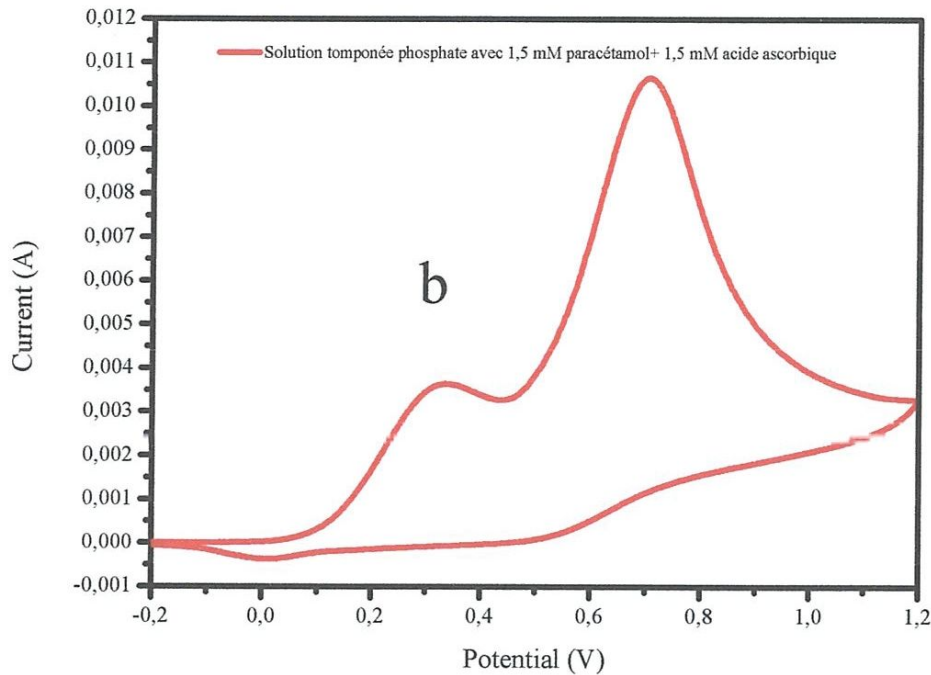 0,012
0,011
0,010
0,009
0,008
0,007
0,006
0,005
0,004
0,003
0,002
0,001
0,000
-0,001
Current (A)
Solution tomponée phosphate avec 1,5 mM paracétamol+ 1,5 mM acide ascorbique
b
-0,2 0,0 0,2 0,4 0,6 0,8 1,0 1,2
Potential (V)